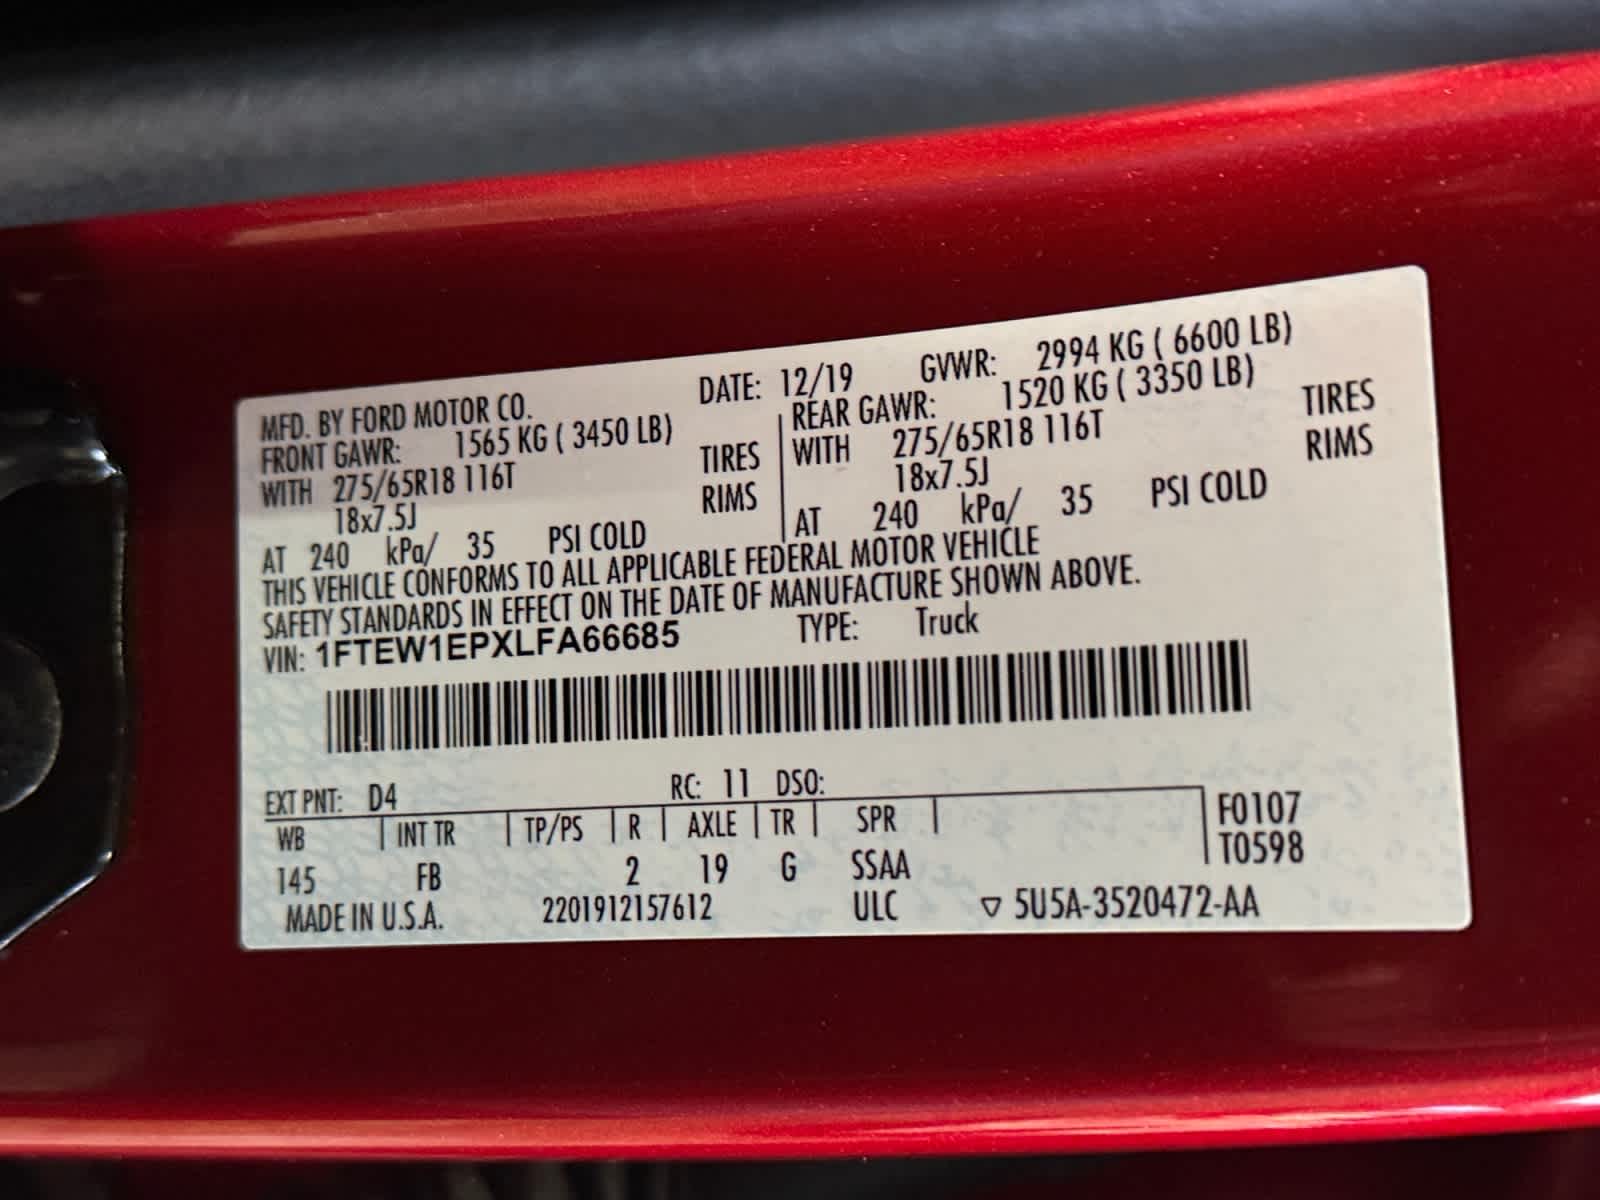 MFD. BY FORD MOTOR CO. DATE: 12/19 GVWR: 2994 KG ( 6600 LB)
FRONT GAWR: 1565 KG ( 3450 LB) REAR GAWR: 1520 KG ( 3350 LB)
WITH 275/65R18 116T TIRES WITH 275/65R18 116T TIRES
18x7.5J RIMS 18x7.5J RIMS
AT 240 kPa/ 35 PSI COLD AT 240 kPa/ 35 PSI COLD
THIS VEHICLE CONFORMS TO ALL APPLICABLE FEDERAL MOTOR VEHICLE
SAFETY STANDARDS IN EFFECT ON THE DATE OF MANUFACTURE SHOWN ABOVE.
VIN: 1FTEW1EPXLFA66685 TYPE: Truck
EXT PNT: D4 RC: 11 DSO:
WB INT TR TP/PS R AXLE TR SPR F0107
145 FB 2 19 G SSAA T0598
MADE IN U.S.A. 2201912157612 ULC ▽ 5U5A-3520472-AA